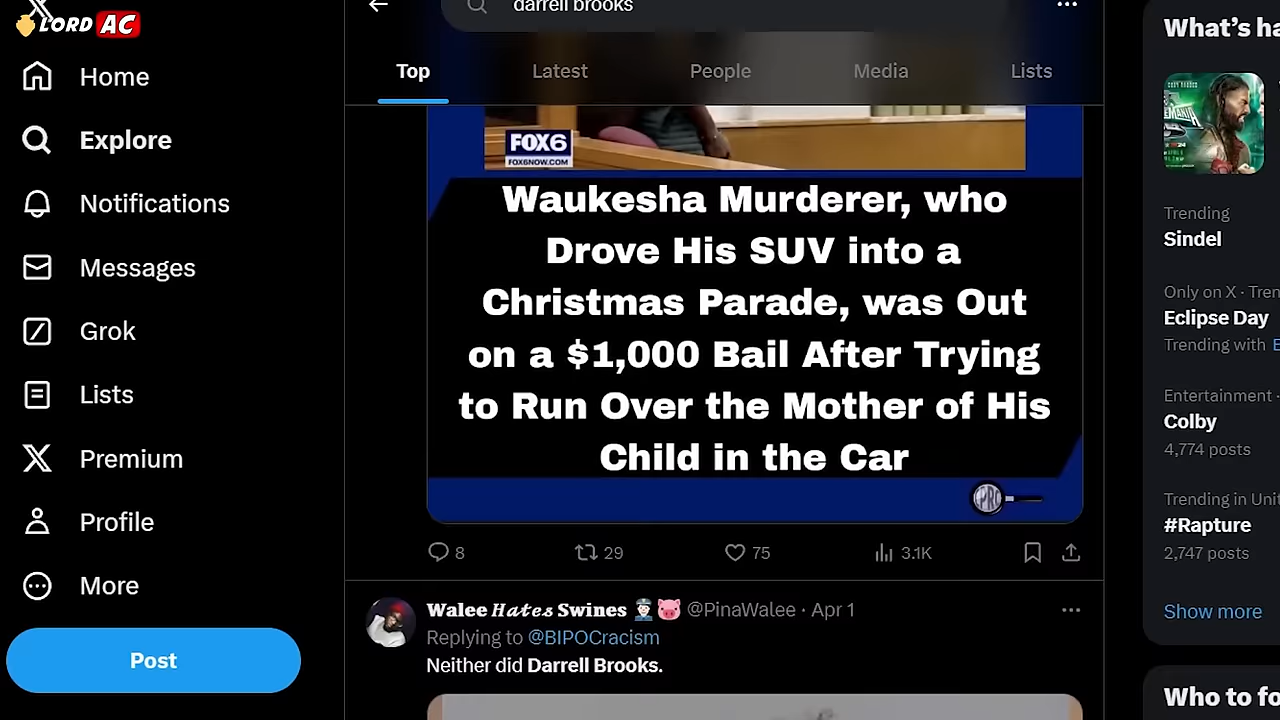 LORD AC
darrell brooks
What's ha
Home
Top
Latest
People
Media
Lists
Explore
FOX6
FOX6NOW.COM
Waukesha Murderer, who
Drove His SUV into a
Christmas Parade, was Out
on a $1,000 Bail After Trying
to Run Over the Mother of His
Child in the Car
Notifications
Messages
Grok
Lists
Premium
Profile
More
Post
8
29
75
3.1K
Walee Hates Swines 👮🏻🐷 @PinaWalee · Apr 1
Replying to @BIPOCracism
Neither did Darrell Brooks.
Trending
Sindel
Only on X · Tren
Eclipse Day
Trending with
Entertainment ·
Colby
4,774 posts
Trending in Unit
#Rapture
2,747 posts
Show more
Who to fo